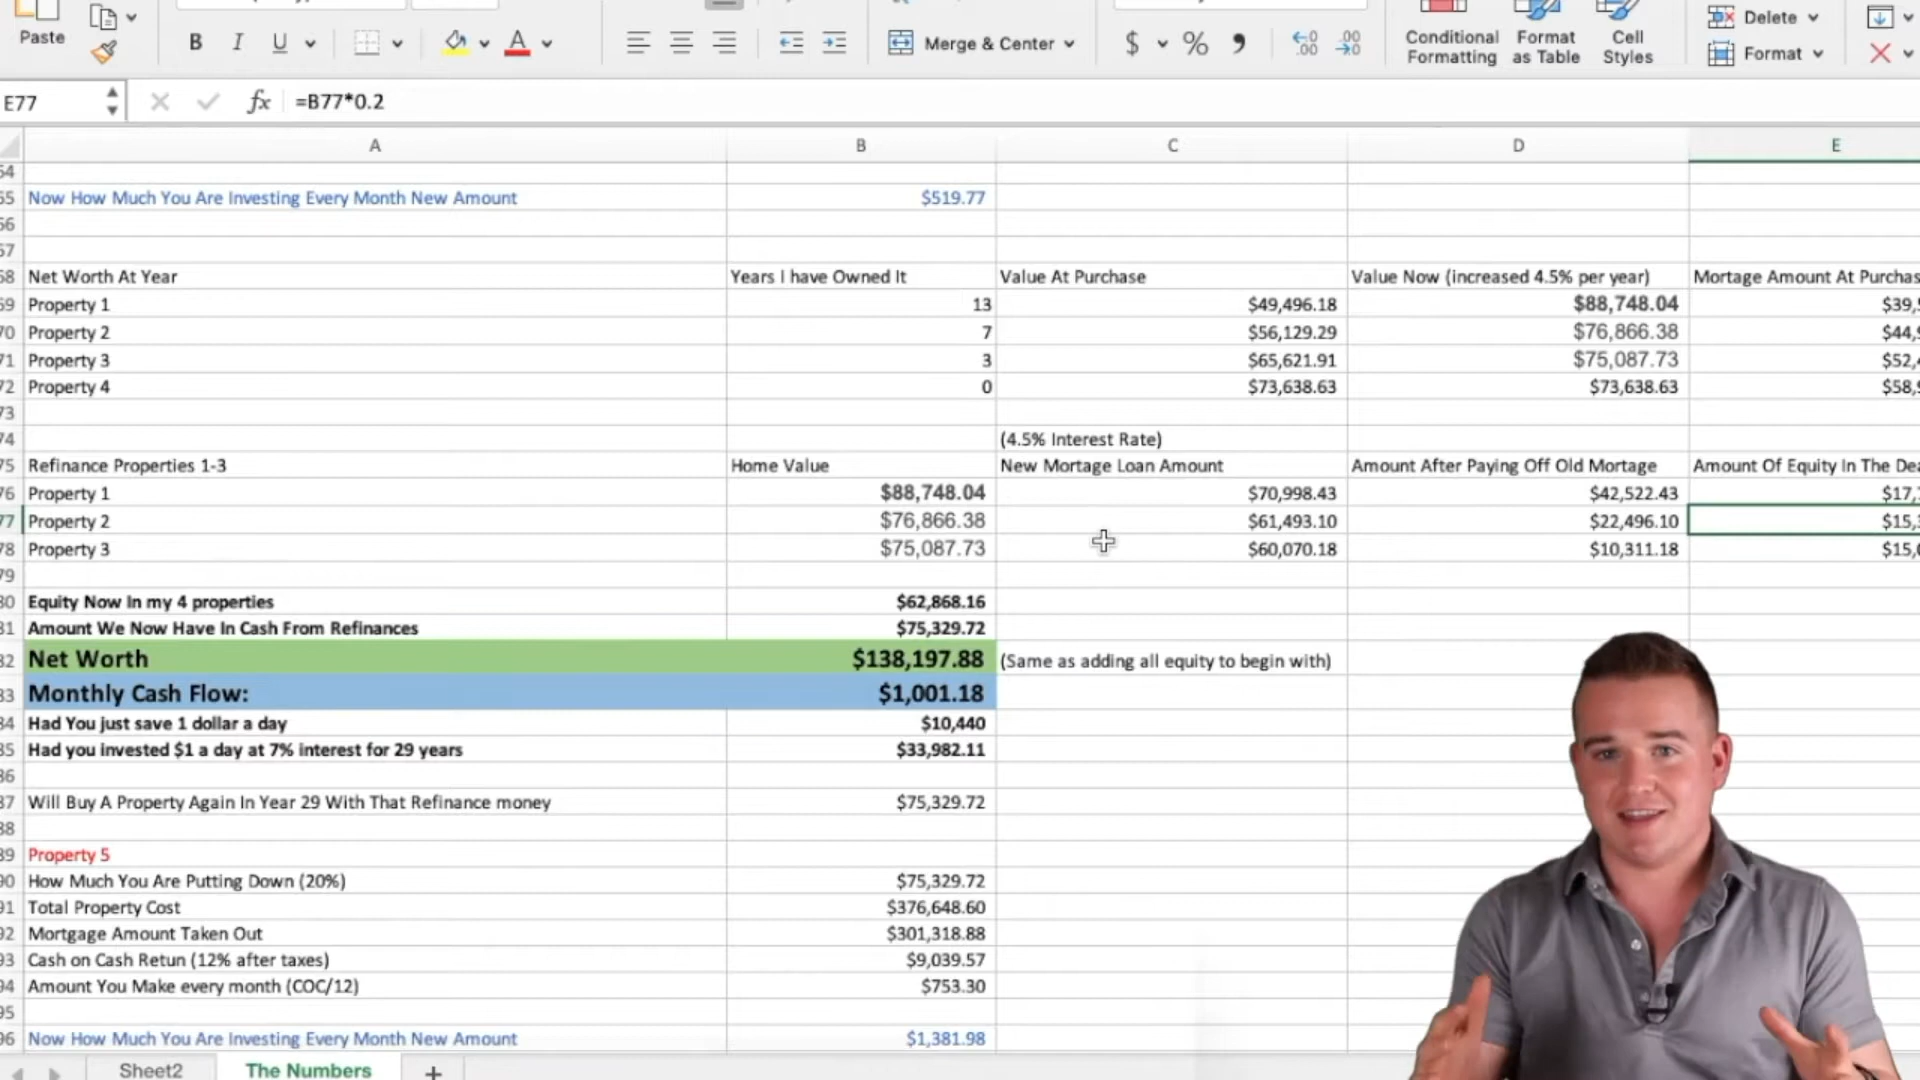 Paste
B I U
A
Merge & Center
$ % 9
Conditional Formatting
Format as Table
Cell Styles
Delete
Format
E77 fx =B77*0.2
A B C D E
Now How Much You Are Investing Every Month New Amount $519.77
Net Worth At Year Years I have Owned It Value At Purchase Value Now (increased 4.5% per year) Mortage Amount At
Property 1 13 $49,496.18 $88,748.04
Property 2 7 $56,129.29 $76,866.38
Property 3 3 $65,621.91 $75,087.73
Property 4 0 $73,638.63 $73,638.63
(4.5% Interest Rate)
Refinance Properties 1-3 Home Value New Mortage Loan Amount Amount After Paying Off Old Mortage Amount Of Equity In The
Property 1 $88,748.04 $70,998.43 $42,522.43
Property 2 $76,866.38 $61,493.10 $22,496.10
Property 3 $75,087.73 $60,070.18 $10,311.18
Equity Now In my 4 properties $62,868.16
Amount We Now Have In Cash From Refinances $75,329.72
Net Worth $138,197.88 (Same as adding all equity to begin with)
Monthly Cash Flow: $1,001.18
Had You just save 1 dollar a day $10,440
Had you invested $1 a day at 7% interest for 29 years $33,982.11
Will Buy A Property Again In Year 29 With That Refinance money $75,329.72
Property 5
How Much You Are Putting Down (20%) $75,329.72
Total Property Cost $376,648.60
Mortgage Amount Taken Out $301,318.88
Cash on Cash Retun (12% after taxes) $9,039.57
Amount You Make every month (COC/12) $753.30
Now How Much You Are Investing Every Month New Amount $1,381.98
Sheet2 The Numbers +